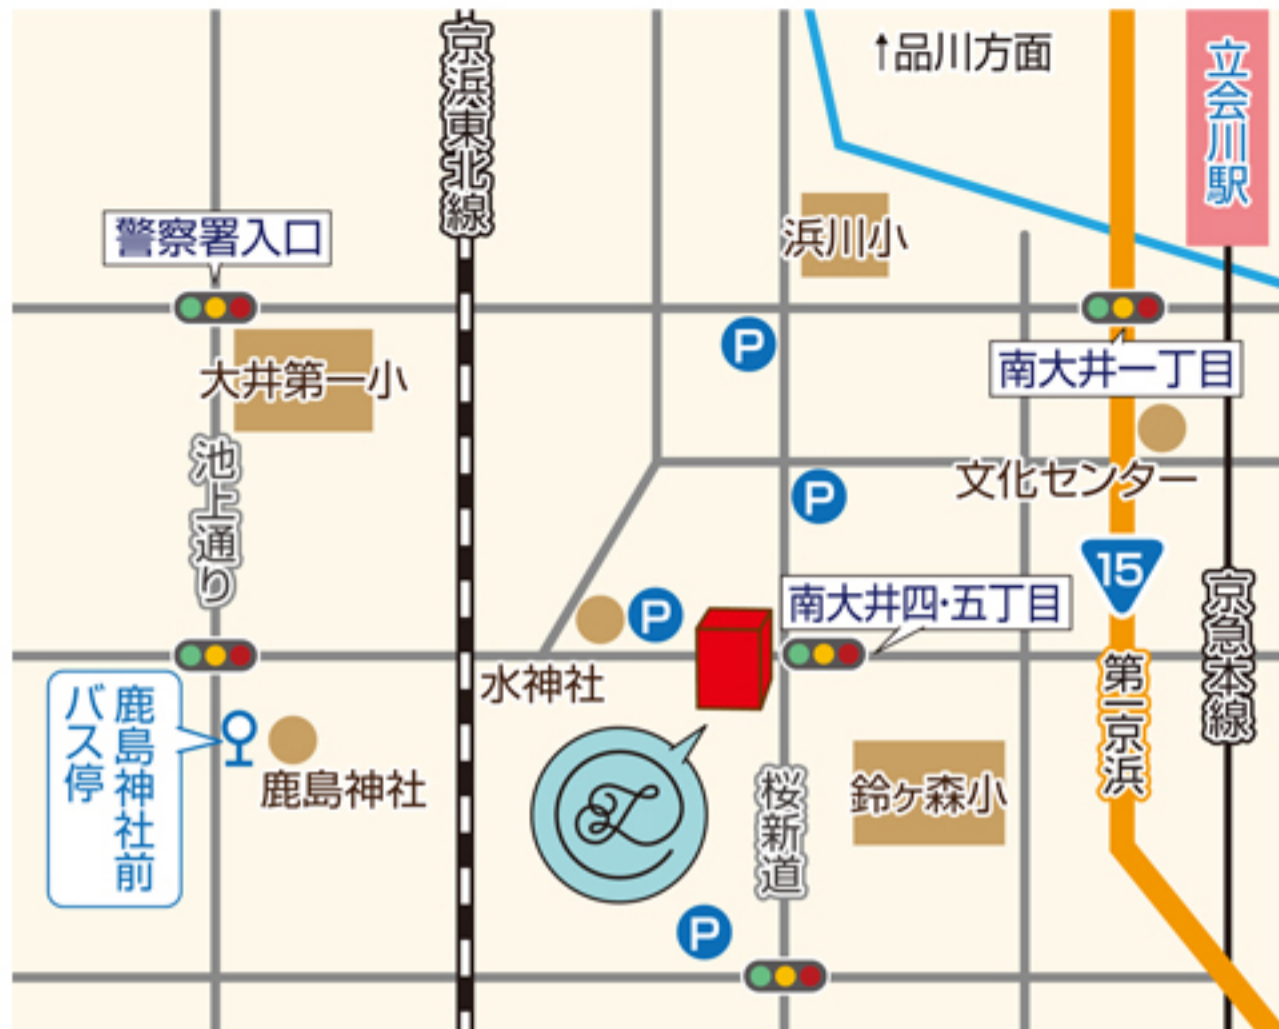 京浜東北線
↑品川方面
立会川駅
警察署入口
浜川小
P
南大井一丁目
大井第一小
池上通り
文化センター
P
15
南大井四・五丁目
P
京急本線
第一京浜
水神社
鹿島神社前
バス停
鹿島神社
桜新道
鈴ヶ森小
P